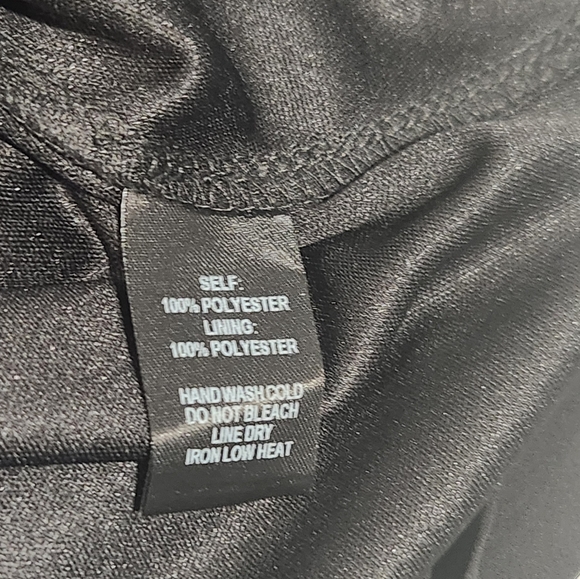 SELF:
100% POLYESTER
LINING:
100% POLYESTER
HAND WASH COLD
DO NOT BLEACH
LINE DRY
IRON LOW HEAT